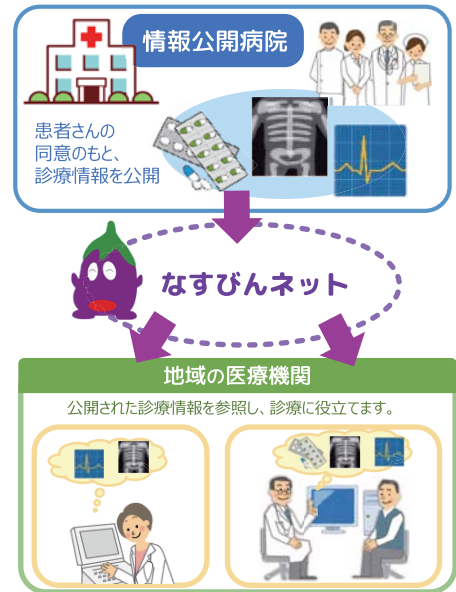 情報公開病院
患者さんの
同意のもと、
診療情報を公開
なすびんネット
地域の医療機関
公開された診療情報を参照し、診療に役立てます。